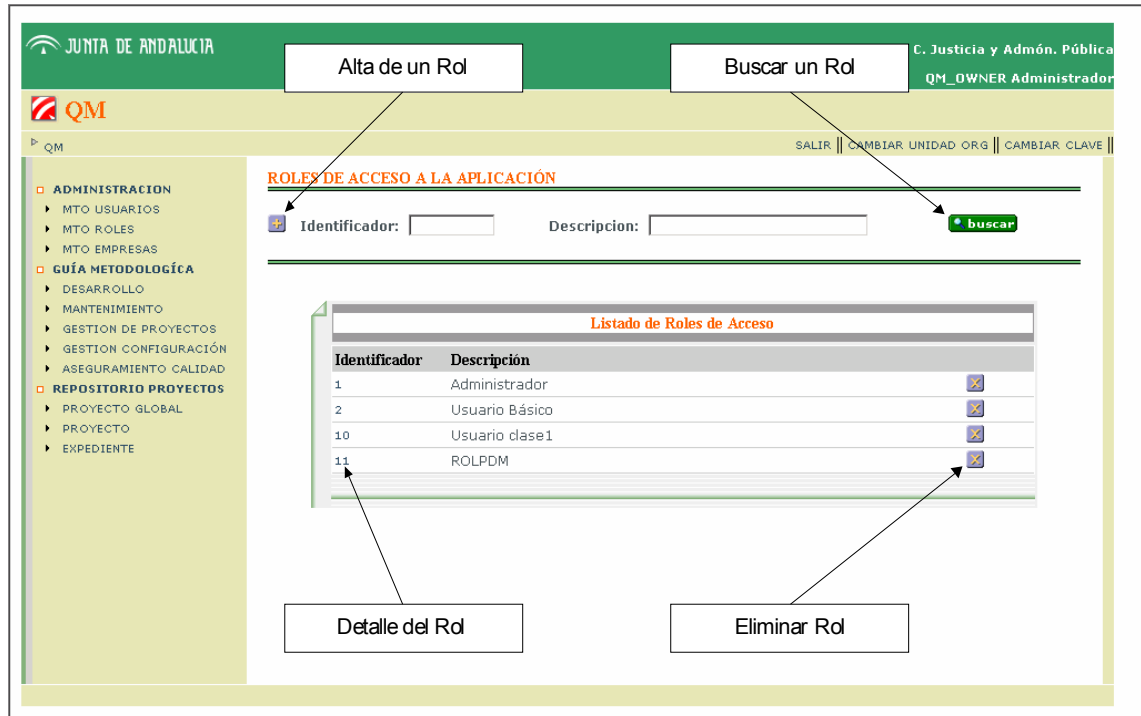 JUNTA DE ANDALUCIA
Alta de un Rol
Buscar un Rol
C. Justicia y Admón. Pública
QM_OWNER Administrador
QM
QM
SALIR || CAMBIAR UNIDAD ORG || CAMBIAR CLAVE ||
ADMINISTRACION
MTO USUARIOS
MTO ROLES
MTO EMPRESAS
GUÍA METODOLOGÍCA
DESARROLLO
MANTENIMIENTO
GESTION DE PROYECTOS
GESTION CONFIGURACIÓN
ASEGURAMIENTO CALIDAD
REPOSITORIO PROYECTOS
PROYECTO GLOBAL
PROYECTO
EXPEDIENTE
ROLES DE ACCESO A LA APLICACIÓN
Identificador: Descripcion: buscar
Listado de Roles de Acceso
Identificador Descripción
1 Administrador
2 Usuario Básico
10 Usuario clase1
11 ROLPDM
Detalle del Rol
Eliminar Rol